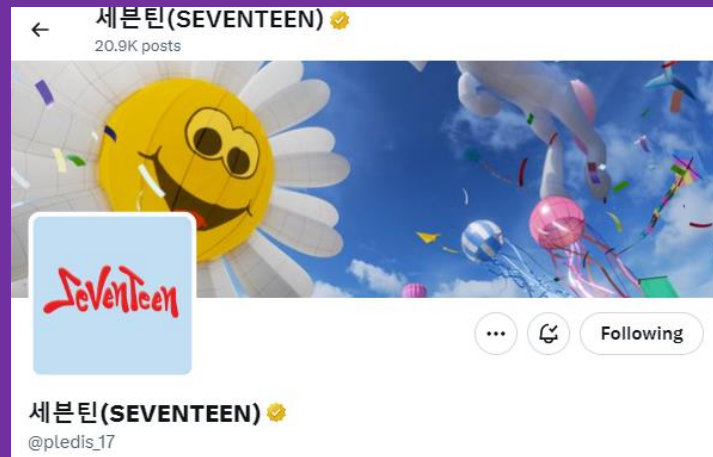 세븐틴(SEVENTEEN)
20.9K posts
SeVenTeen
Following
세븐틴(SEVENTEEN)
@pledis_17